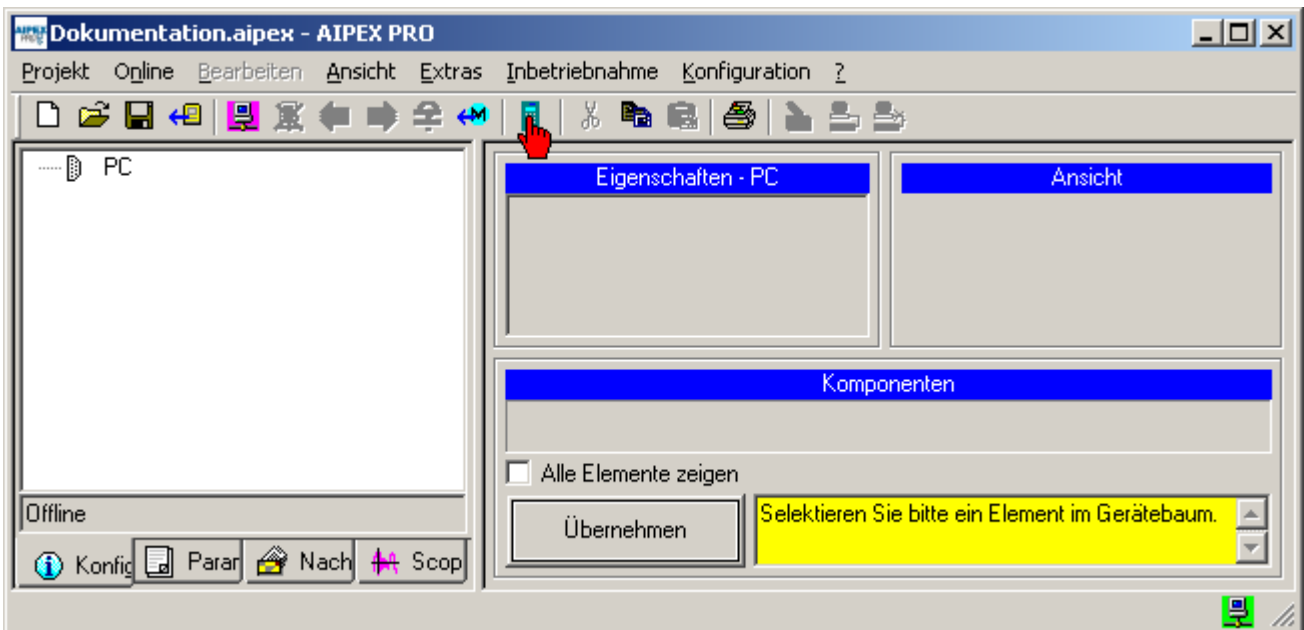 Dokumentation.aipex - AIPEX PRO
Projekt Online Bearbeiten Ansicht Extras Inbetriebnahme Konfiguration ?
PC
Eigenschaften - PC
Ansicht
Komponenten
Alle Elemente zeigen
Offline
Übernehmen
Selektieren Sie bitte ein Element im Gerätebaum.
Konfig Parar Nach Scop